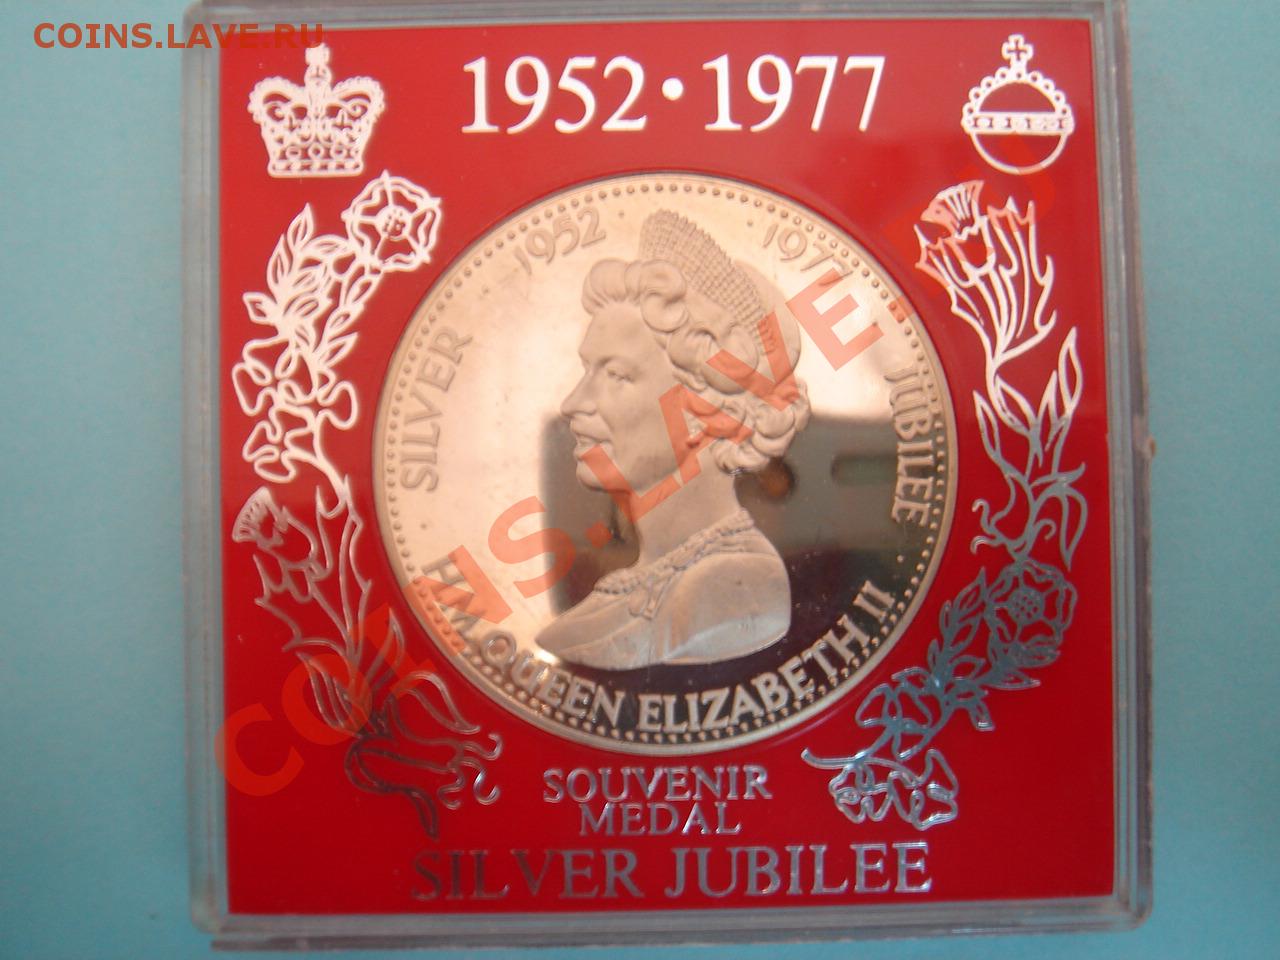 COINS.LAVE.RU
1952 • 1977
· 1952 · · 1977 ·
· SILVER
JUBILEE ·
H.M. QUEEN ELIZABETH II
SOUVENIR
MEDAL
SILVER JUBILEE
COINS.LAVE.RU